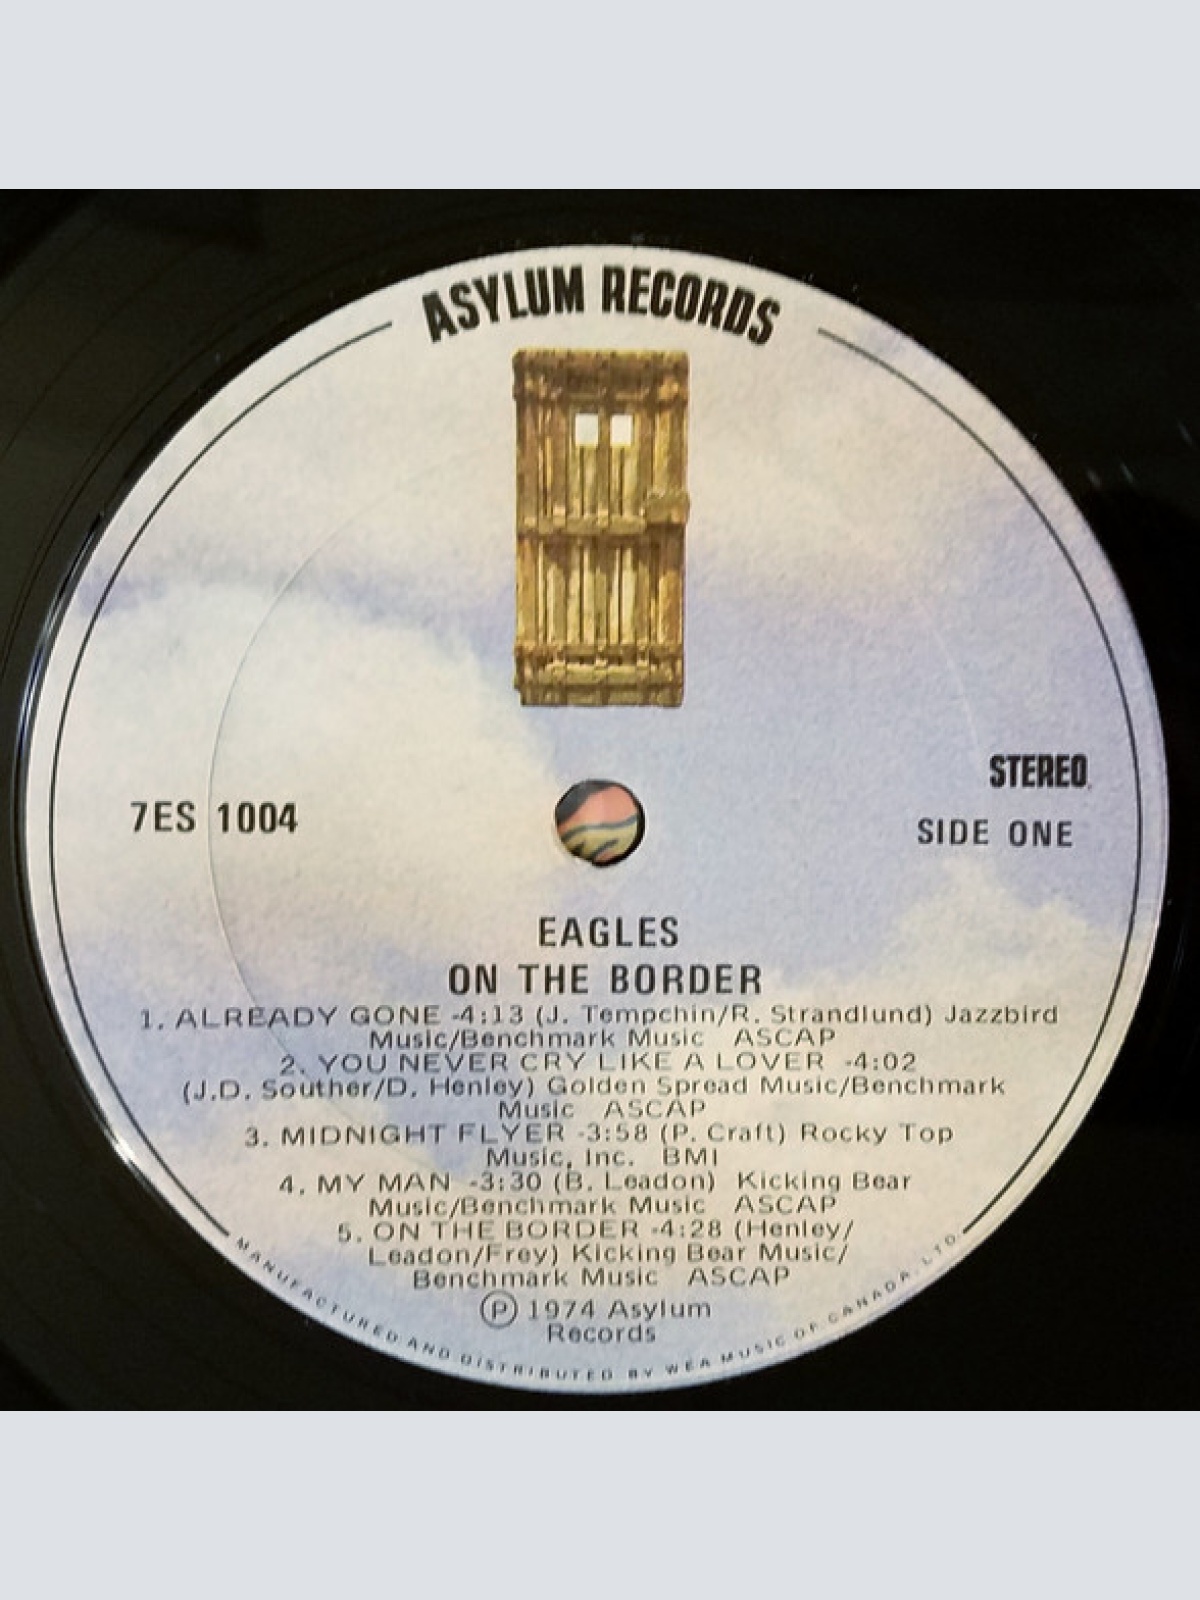 ASYLUM RECORDS
STEREO
7ES 1004
SIDE ONE
EAGLES
ON THE BORDER
1. ALREADY GONE -4:13 (J. Tempchin/R. Strandlund) Jazzbird
Music/Benchmark Music ASCAP
2. YOU NEVER CRY LIKE A LOVER -4:02
(J.D. Souther/D. Henley) Golden Spread Music/Benchmark
Music ASCAP
3. MIDNIGHT FLYER -3:58 (P. Craft) Rocky Top
Music, Inc. BMI
4. MY MAN -3:30 (B. Leadon) Kicking Bear
Music/Benchmark Music ASCAP
5. ON THE BORDER -4:28 (Henley/
Leadon/Frey) Kicking Bear Music/
Benchmark Music ASCAP
Ⓟ 1974 Asylum
Records
MANUFACTURED AND DISTRIBUTED BY WEA MUSIC OF CANADA, LTD.